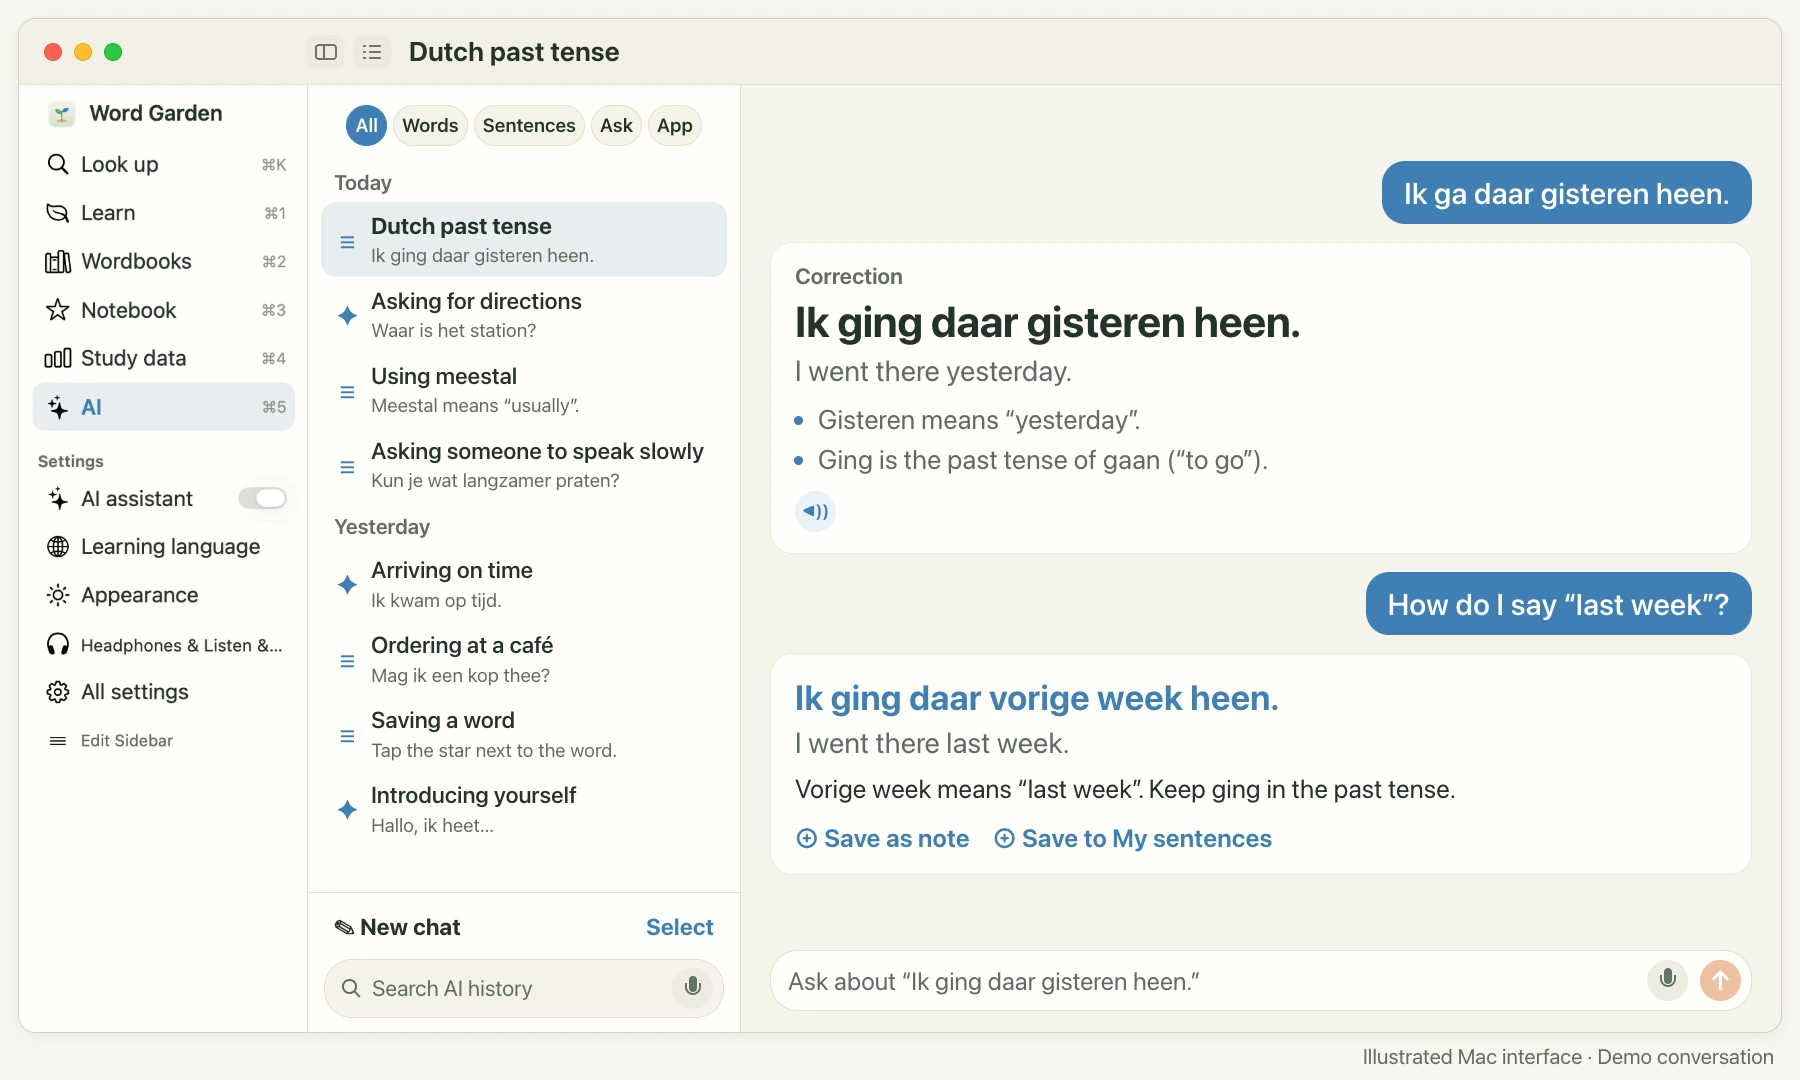 Dutch past tense
Word Garden
Look up ⌘K
Learn ⌘1
Wordbooks ⌘2
Notebook ⌘3
Study data ⌘4
AI ⌘5
Settings
AI assistant
Learning language
Appearance
Headphones & Listen &...
All settings
Edit Sidebar
All Words Sentences Ask App
Today
Dutch past tense
Ik ging daar gisteren heen.
Asking for directions
Waar is het station?
Using meestal
Meestal means “usually”.
Asking someone to speak slowly
Kun je wat langzamer praten?
Yesterday
Arriving on time
Ik kwam op tijd.
Ordering at a café
Mag ik een kop thee?
Saving a word
Tap the star next to the word.
Introducing yourself
Hallo, ik heet...
New chat Select
Search AI history
Ik ga daar gisteren heen.
Correction
Ik ging daar gisteren heen.
I went there yesterday.
• Gisteren means “yesterday”.
• Ging is the past tense of gaan (“to go”).
How do I say “last week”?
Ik ging daar vorige week heen.
I went there last week.
Vorige week means “last week”. Keep ging in the past tense.
Save as note Save to My sentences
Ask about “Ik ging daar gisteren heen.”
Illustrated Mac interface · Demo conversation